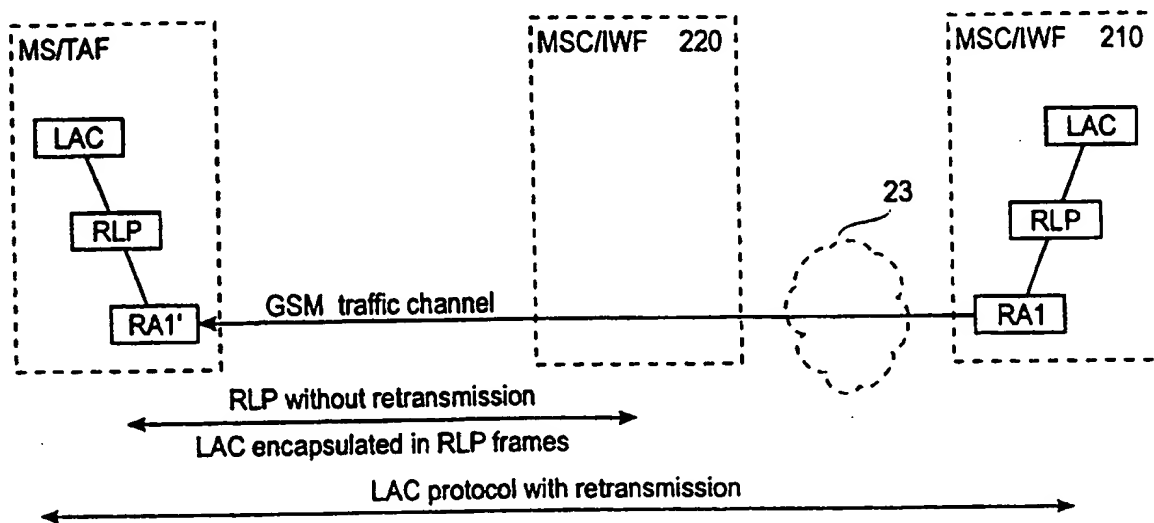 MS/TAF
MSC/IWF 220
MSC/IWF 210
LAC
LAC
23
RLP
RLP
GSM traffic channel
RA1'
RA1
RLP without retransmission
LAC encapsulated in RLP frames
LAC protocol with retransmission